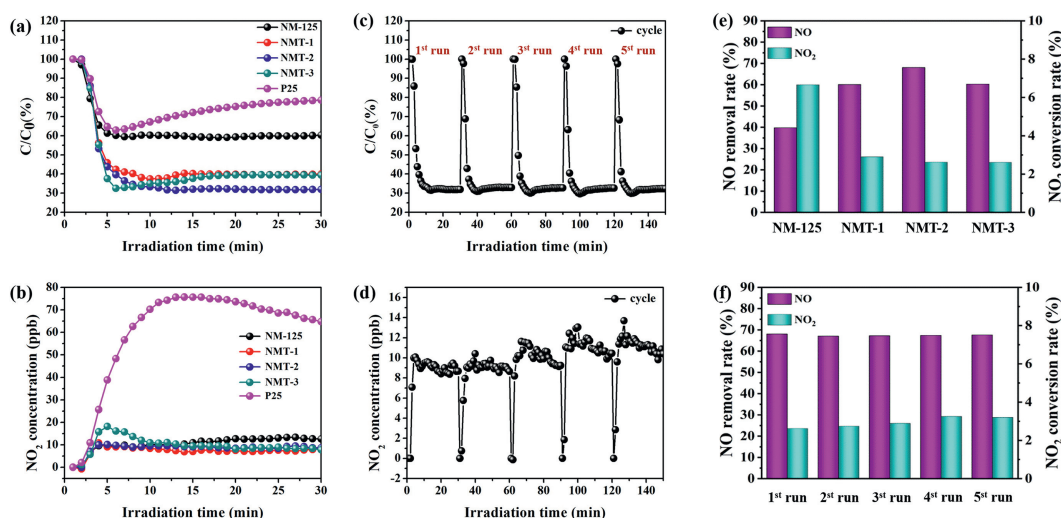 (a)
C/C0(%)
120
110
100
90
80
70
60
50
40
30
20
0 5 10 15 20 25 30
Irradiation time (min)
NM-125
NMT-1
NMT-2
NMT-3
P25
(c)
C/C0(%)
120
110
100
90
80
70
60
50
40
30
20
0 20 40 60 80 100 120 140
Irradiation time (min)
cycle
1st run 2st run 3st run 4st run 5st run
(e)
NO removal rate (%)
90
80
70
60
50
40
30
20
10
0
NM-125 NMT-1 NMT-2 NMT-3
NO
NO2
10
8
6
4
2
0
NO2 conversion rate (%)
(b)
NO2 concentration (ppb)
80
70
60
50
40
30
20
10
0
-10
0 5 10 15 20 25 30
Irradiation time (min)
NM-125
NMT-1
NMT-2
NMT-3
P25
(d)
NO2 concentration (ppb)
16
14
12
10
8
6
4
2
0
-2
0 20 40 60 80 100 120 140
Irradiation time (min)
cycle
(f)
NO removal rate (%)
90
80
70
60
50
40
30
20
10
0
1st run 2st run 3st run 4st run 5st run
NO
NO2
10
8
6
4
2
0
NO2 conversion rate (%)